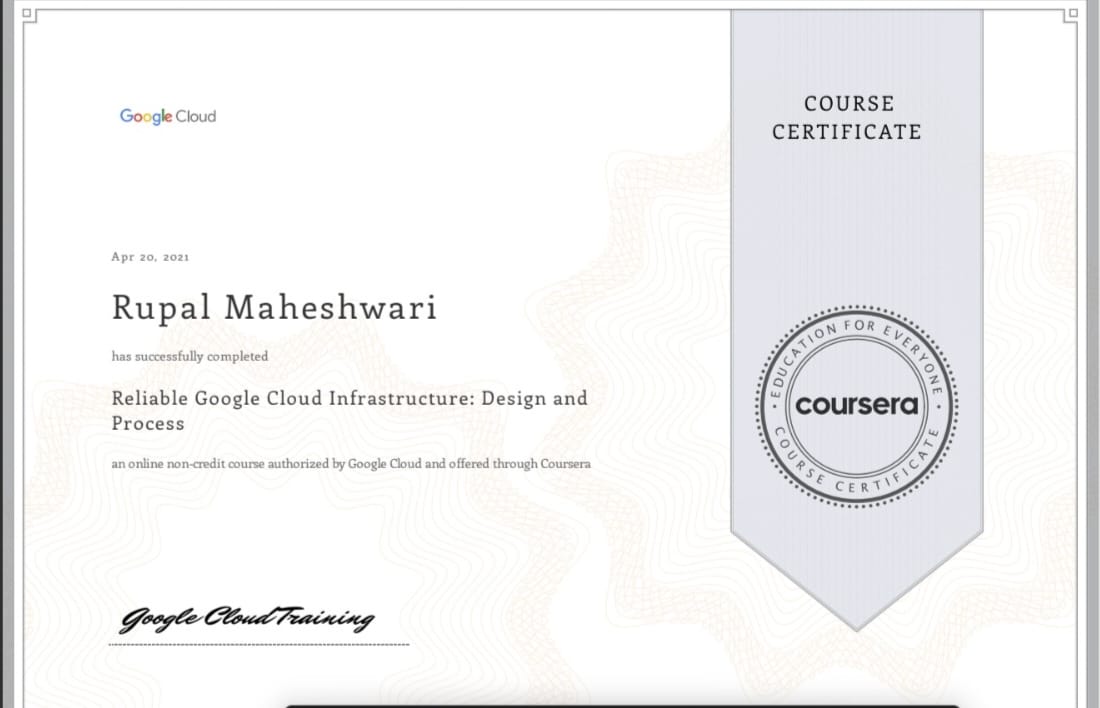 Google Cloud
COURSE
CERTIFICATE
Apr 20, 2021
Rupal Maheshwari
has successfully completed
Reliable Google Cloud Infrastructure: Design and
Process
an online non-credit course authorized by Google Cloud and offered through Coursera
EDUCATION FOR EVERYONE
coursera
COURSE CERTIFICATE
Google Cloud Training